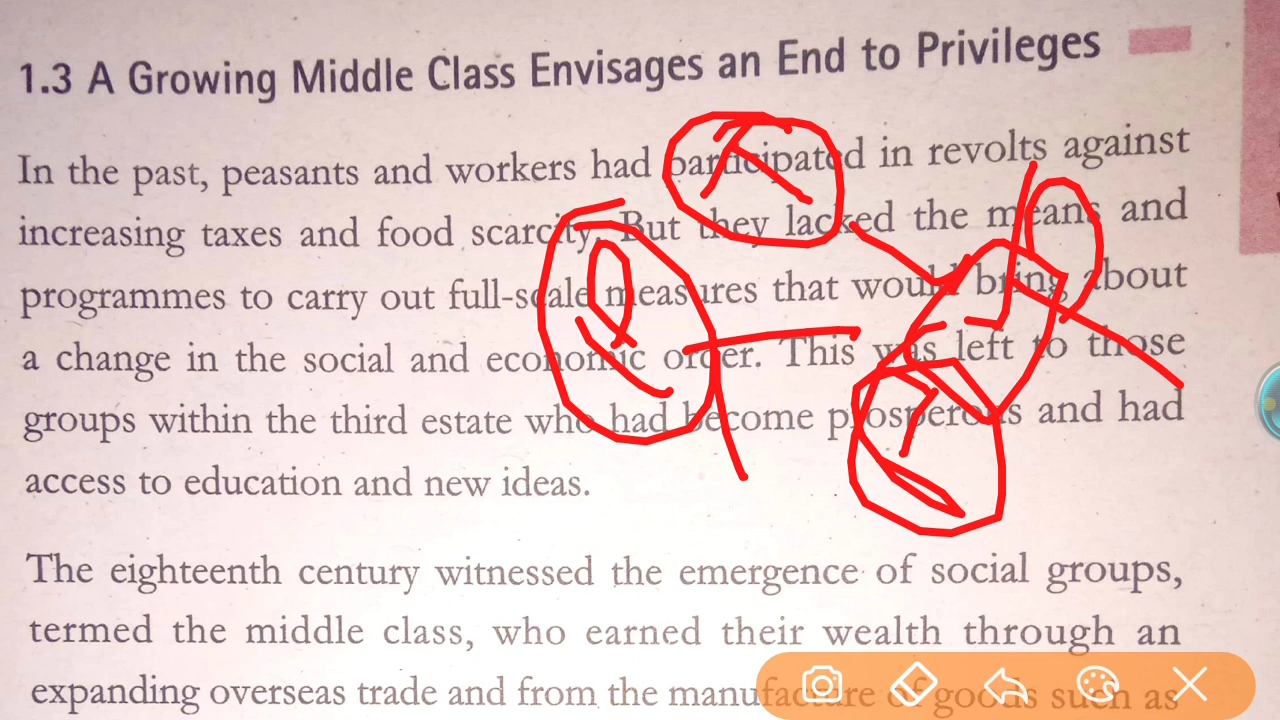 1.3 A Growing Middle Class Envisages an End to Privileges
In the past, peasants and workers had participated in revolts against
increasing taxes and food scarcity. But they lacked the means and
programmes to carry out full-scale measures that would bring about
a change in the social and economic order. This was left to those
groups within the third estate who had become prosperous and had
access to education and new ideas.
The eighteenth century witnessed the emergence of social groups,
termed the middle class, who earned their wealth through an
expanding overseas trade and from the manufacture of goods such as